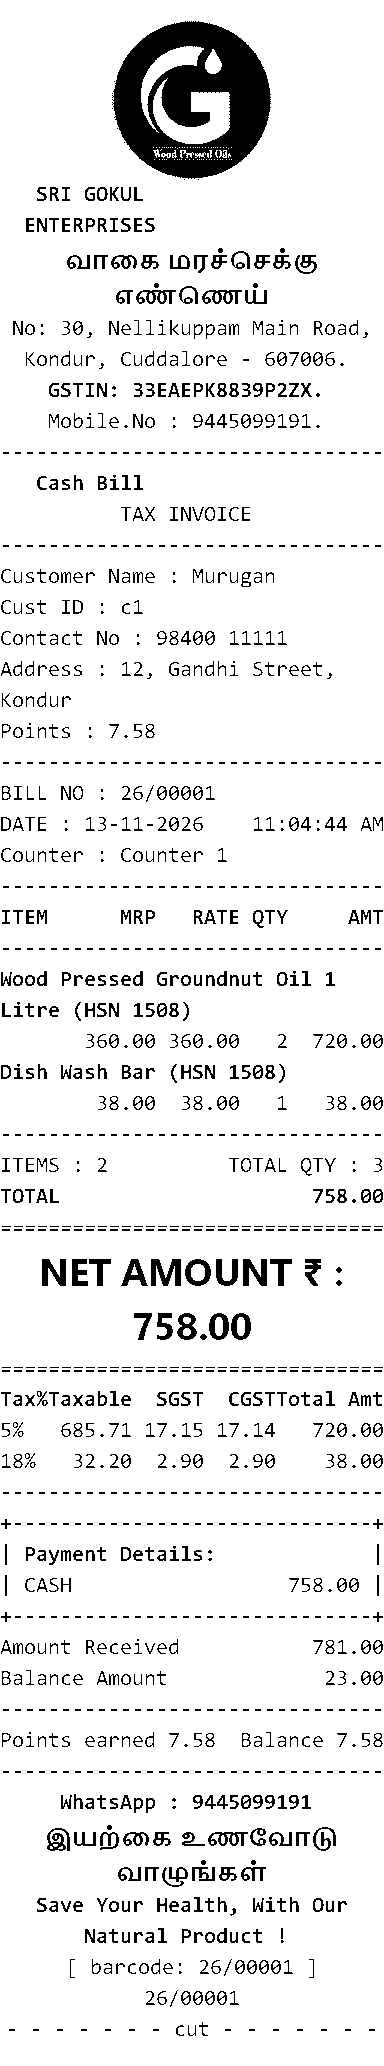 Wood Pressed Oils
SRI GOKUL
ENTERPRISES
வாகை மரச்செக்கு
எண்ணெய்
No: 30, Nellikuppam Main Road,
Kondur, Cuddalore - 607006.
GSTIN: 33EAEPK8839P2ZX.
Mobile.No : 9445099191.
--------------------------------
Cash Bill
TAX INVOICE
--------------------------------
Customer Name : Murugan
Cust ID : c1
Contact No : 98400 11111
Address : 12, Gandhi Street,
Kondur
Points : 7.58
--------------------------------
BILL NO : 26/00001
DATE : 13-11-2026    11:04:44 AM
Counter : Counter 1
--------------------------------
ITEM      MRP   RATE QTY     AMT
--------------------------------
Wood Pressed Groundnut Oil 1
Litre (HSN 1508)
360.00 360.00   2  720.00
Dish Wash Bar (HSN 1508)
38.00  38.00   1   38.00
--------------------------------
ITEMS : 2          TOTAL QTY : 3
TOTAL                     758.00
================================
NET AMOUNT ₹ :
758.00
================================
Tax%Taxable  SGST  CGSTTotal Amt
5%   685.71 17.15 17.14   720.00
18%   32.20  2.90  2.90    38.00
--------------------------------
+------------------------------+
| Payment Details:             |
| CASH                  758.00 |
+------------------------------+
Amount Received           781.00
Balance Amount             23.00
--------------------------------
Points earned 7.58  Balance 7.58
--------------------------------
WhatsApp : 9445099191
இயற்கை உணவோடு
வாழுங்கள்
Save Your Health, With Our
Natural Product !
[ barcode: 26/00001 ]
26/00001
- - - - - - - cut - - - - - - -